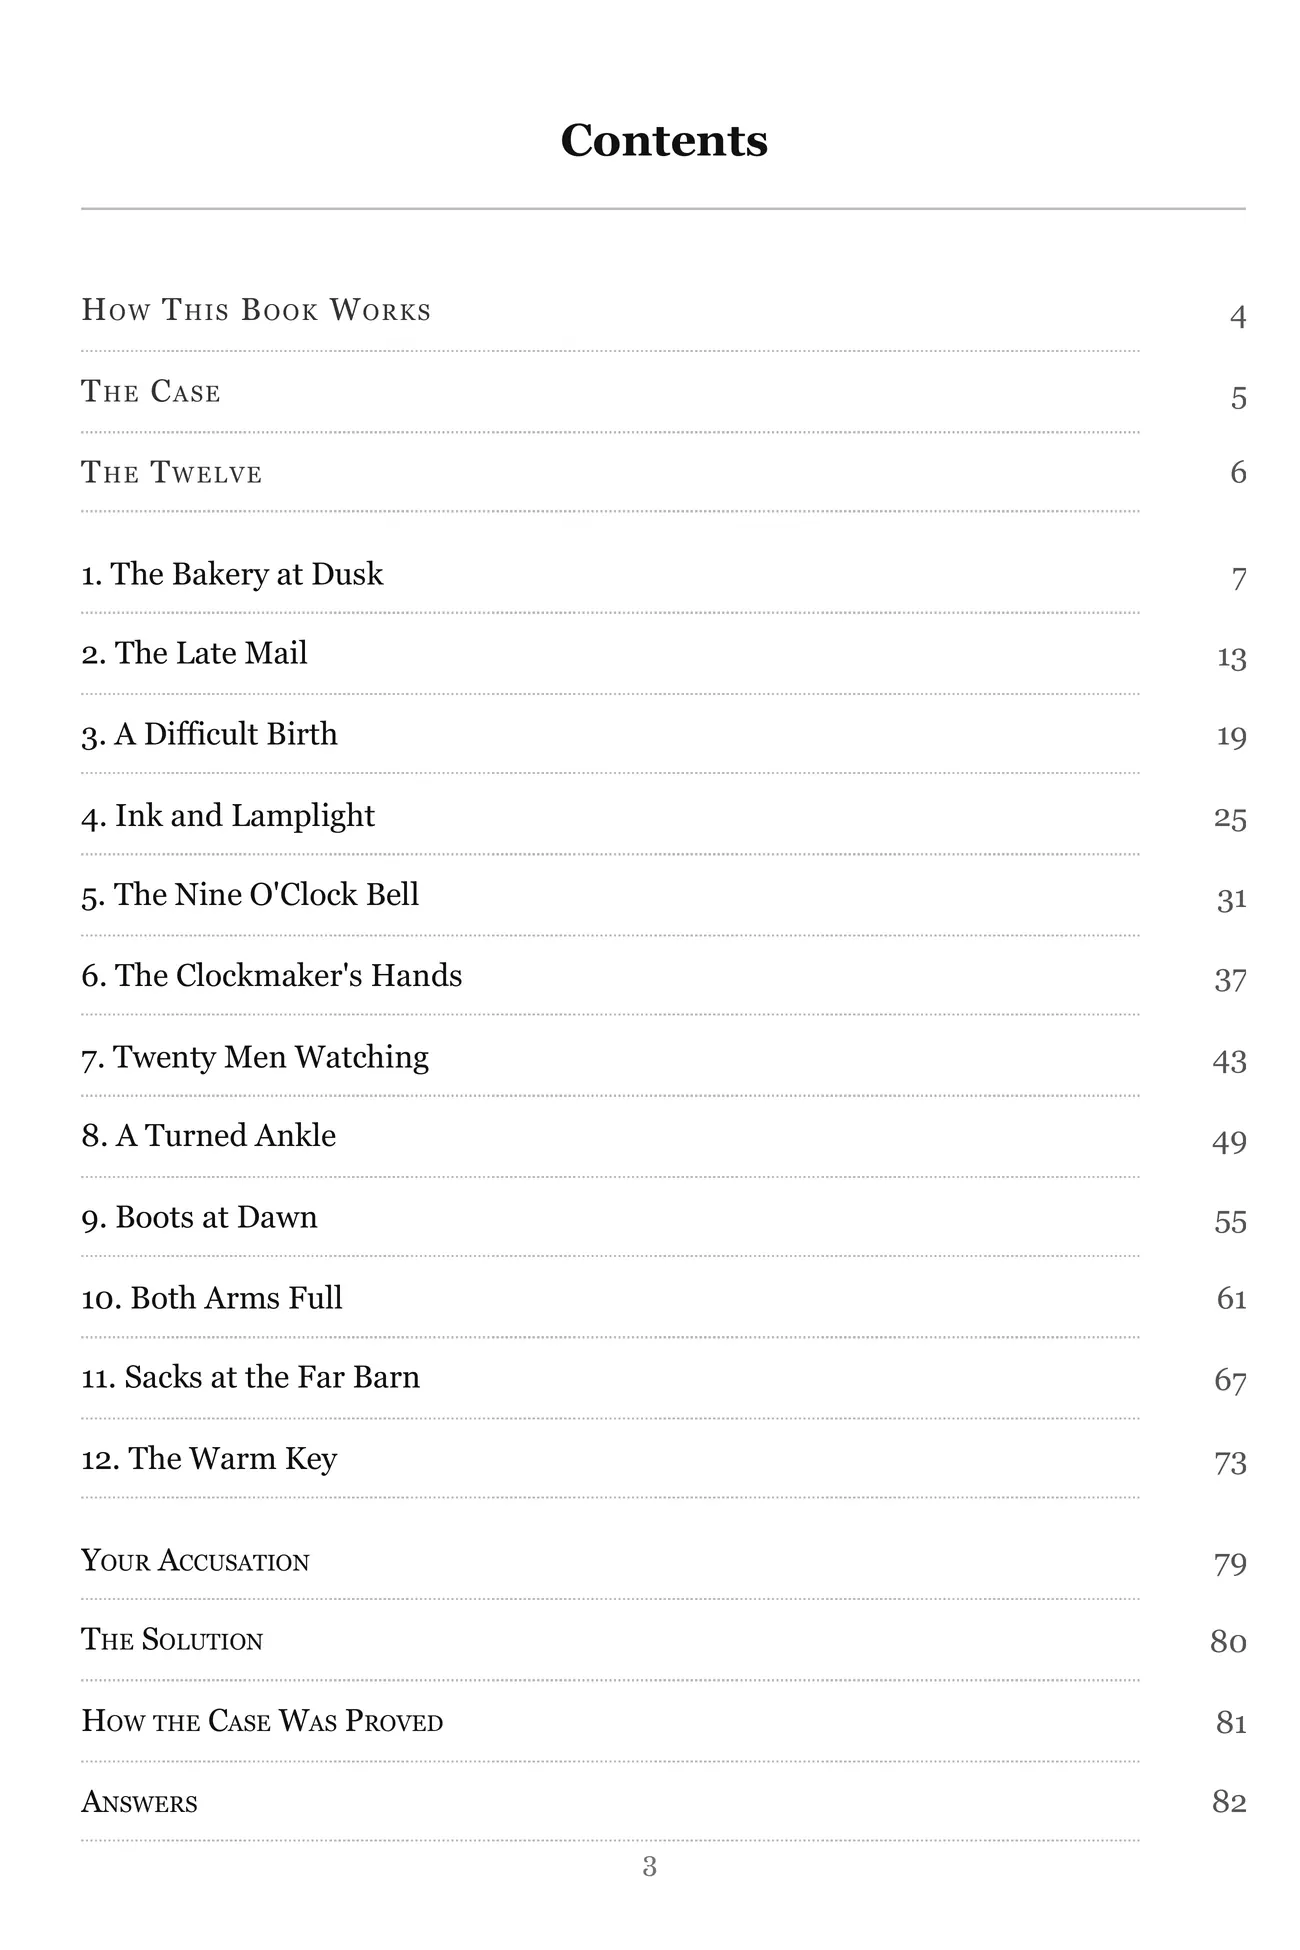 Contents
How This Book Works 4
The Case 5
The Twelve 6
1. The Bakery at Dusk 7
2. The Late Mail 13
3. A Difficult Birth 19
4. Ink and Lamplight 25
5. The Nine O'Clock Bell 31
6. The Clockmaker's Hands 37
7. Twenty Men Watching 43
8. A Turned Ankle 49
9. Boots at Dawn 55
10. Both Arms Full 61
11. Sacks at the Far Barn 67
12. The Warm Key 73
Your Accusation 79
The Solution 80
How the Case Was Proved 81
Answers 82
3